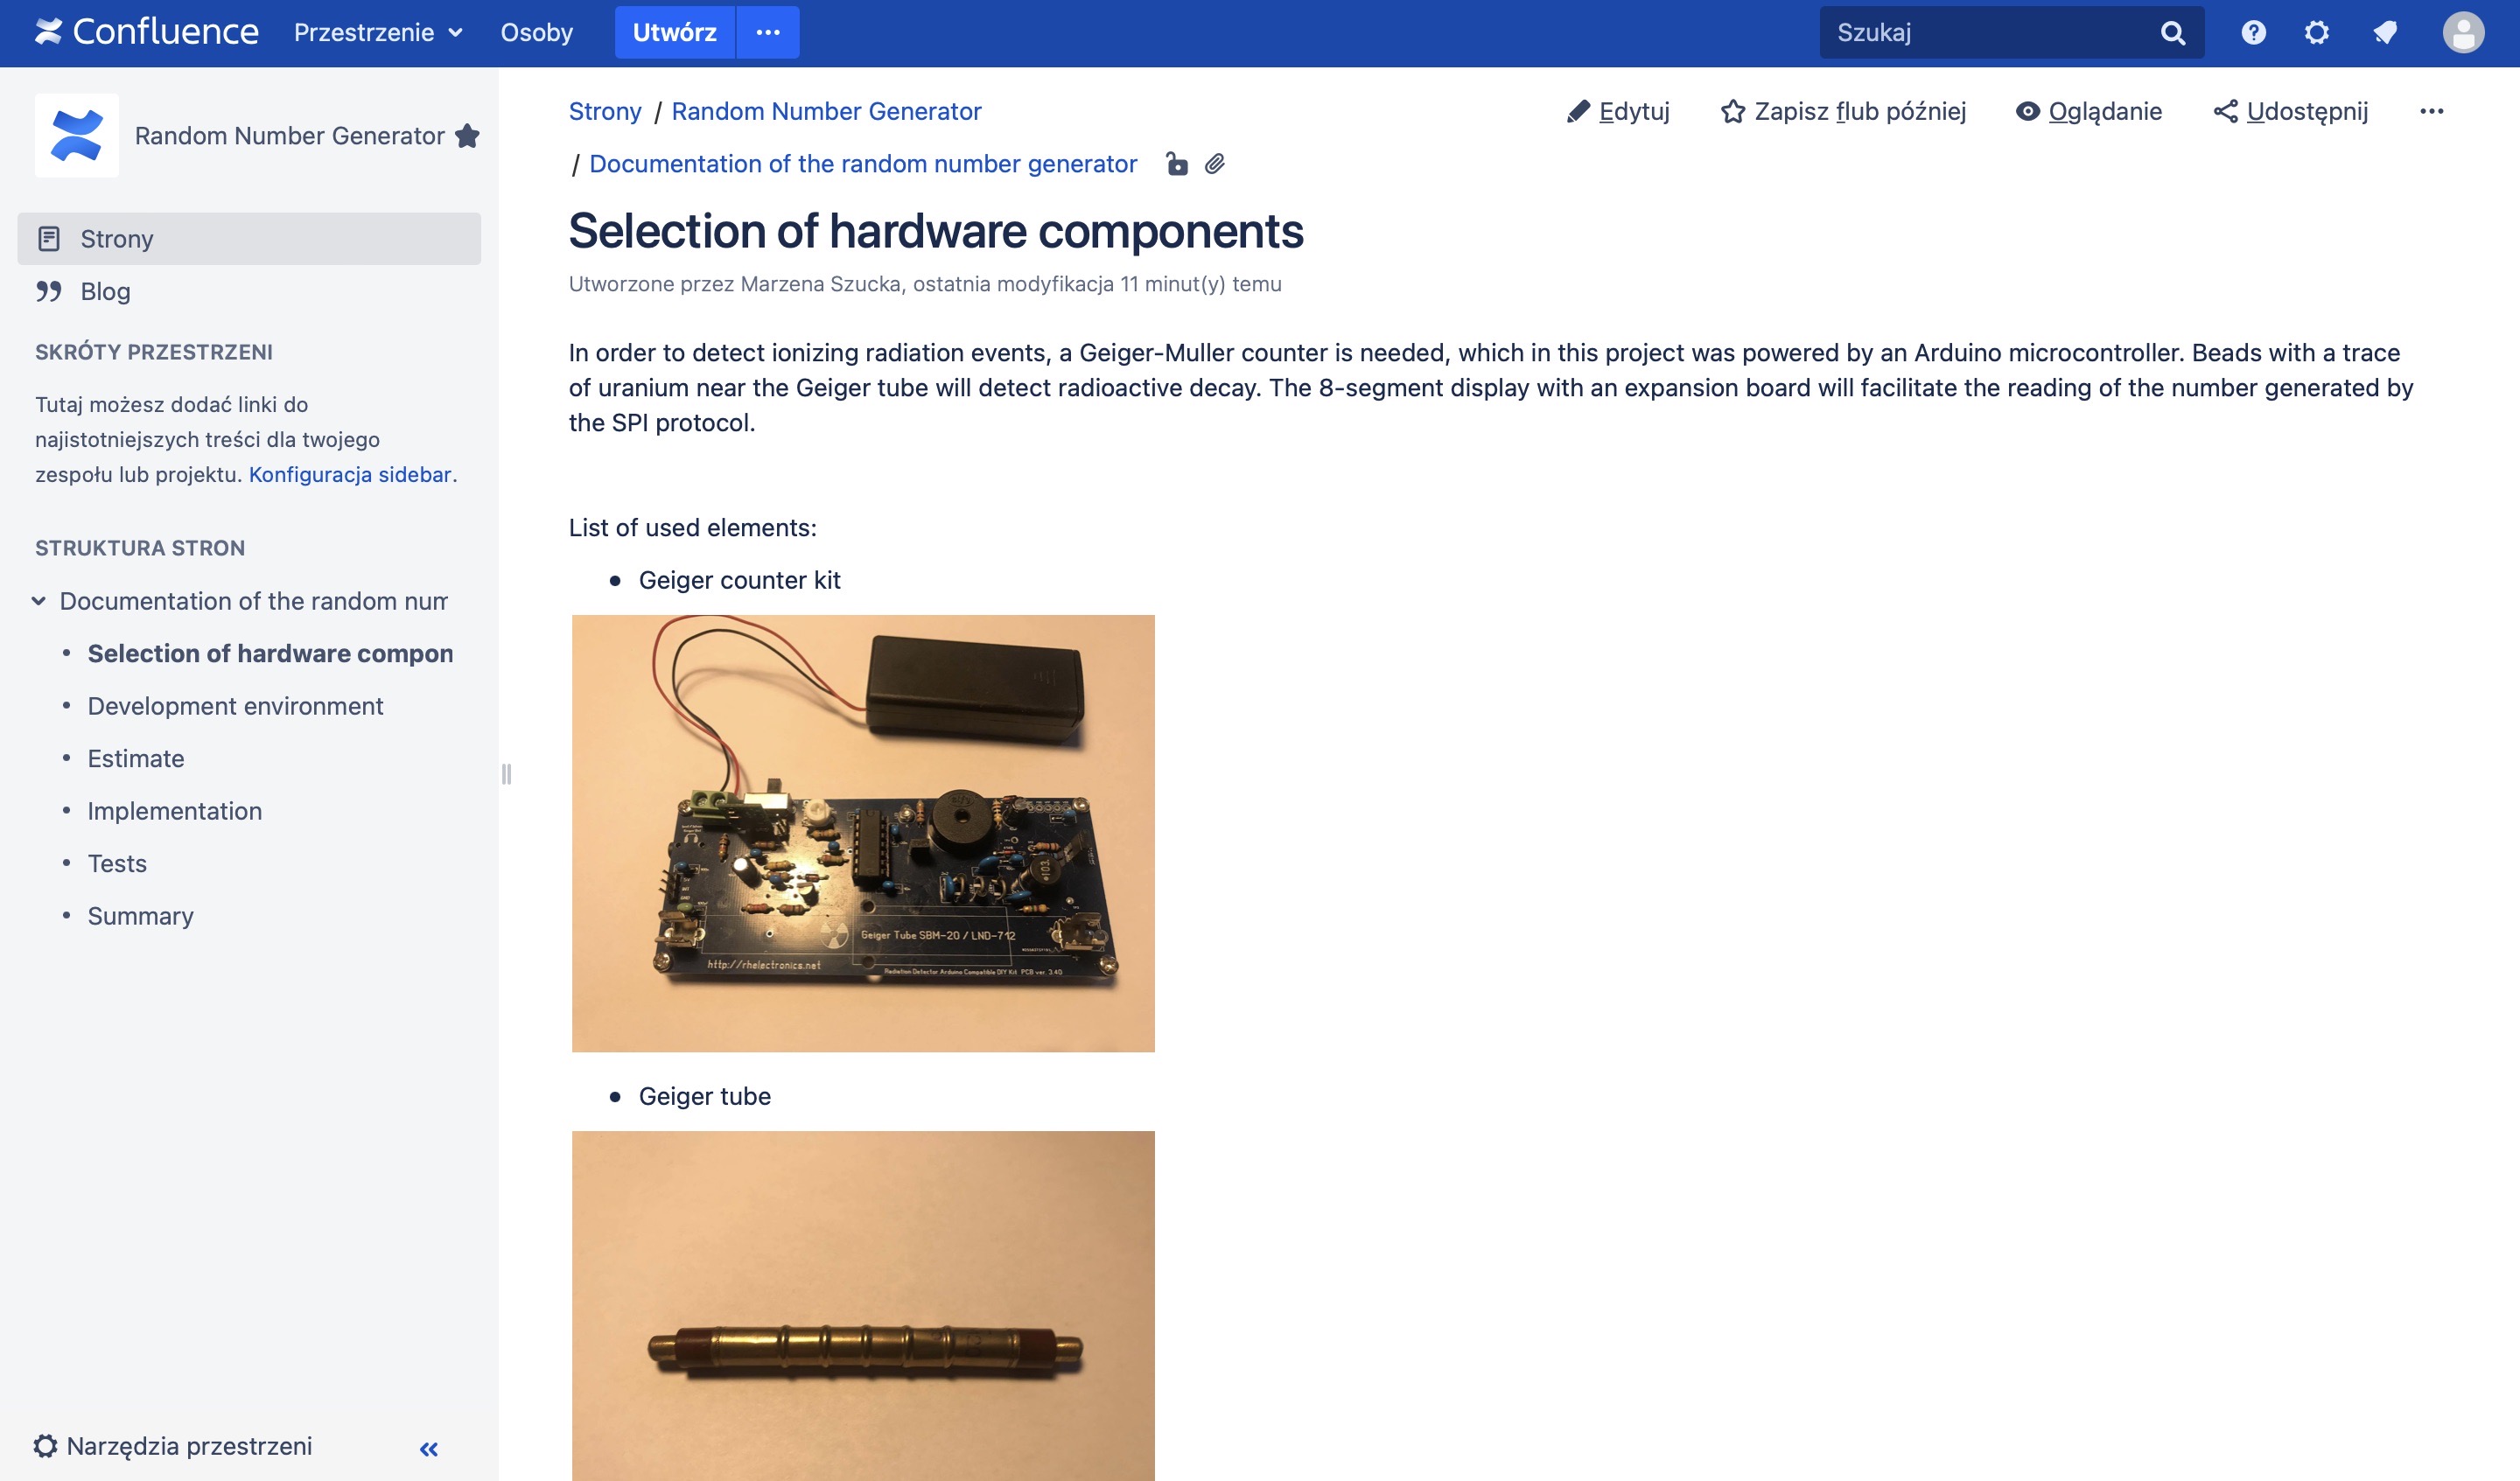 Confluence Przestrzenie Osoby Utwórz Szukaj
Random Number Generator
Strony
Blog
SKRÓTY PRZESTRZENI
Tutaj możesz dodać linki do
najistotniejszych treści dla twojego
zespołu lub projektu. Konfiguracja sidebar.
STRUKTURA STRON
Documentation of the random num
• Selection of hardware compon
• Development environment
• Estimate
• Implementation
• Tests
• Summary
Narzędzia przestrzeni
Strony / Random Number Generator
/ Documentation of the random number generator
Edytuj Zapisz flub później Oglądanie Udostępnij
Selection of hardware components
Utworzone przez Marzena Szucka, ostatnia modyfikacja 11 minut(y) temu
In order to detect ionizing radiation events, a Geiger-Muller counter is needed, which in this project was powered by an Arduino microcontroller. Beads with a trace
of uranium near the Geiger tube will detect radioactive decay. The 8-segment display with an expansion board will facilitate the reading of the number generated by
the SPI protocol.
List of used elements:
• Geiger counter kit
103
Geiger Tube SBM-20 / LND-712
http://rhelectronics.net
Radiation Detector Arduino Compatible DIY Kit PCB ver. 3.40
• Geiger tube